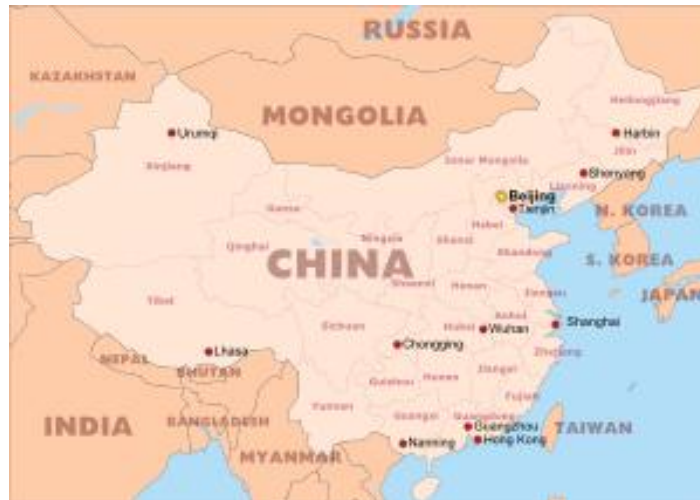 RUSSIA
KAZAKHSTAN
MONGOLIA
Heilongjiang
Urumqi
Harbin
Jilin
Xinjiang
Inner Mongolia
Shenyang
Liaoning
Beijing
Tianjin
Gansu
N. KOREA
Hebei
Qinghai
Ningxia
Shanxi
Shandong
CHINA
S. KOREA
Shaanxi
Henan
Jiangsu
JAPAN
Tibet
Anhui
Sichuan
Hubei
Wuhan
Shanghai
Chongqing
Zhejiang
Lhasa
NEPAL
BHUTAN
Jiangxi
Guizhou
Hunan
Fujian
Yunnan
Guangxi
Guangdong
INDIA
BANGLADESH
Guangzhou
TAIWAN
Nanning
Hong Kong
MYANMAR